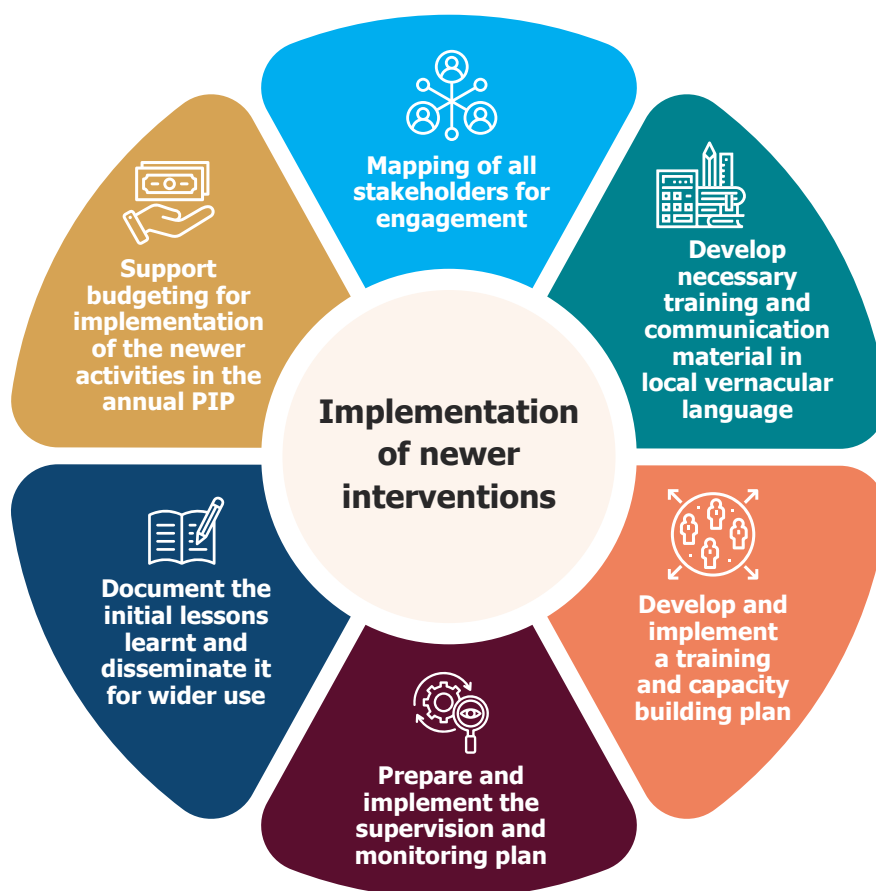 Mapping of all
stakeholders for
engagement
Develop
necessary
training and
communication
material in
local vernacular
language
Develop and
implement
a training
and capacity
building plan
Prepare and
implement the
supervision and
monitoring plan
Document the
initial lessons
learnt and
disseminate it
for wider use
Support
budgeting for
implementation
of the newer
activities in the
annual PIP
Implementation
of newer
interventions